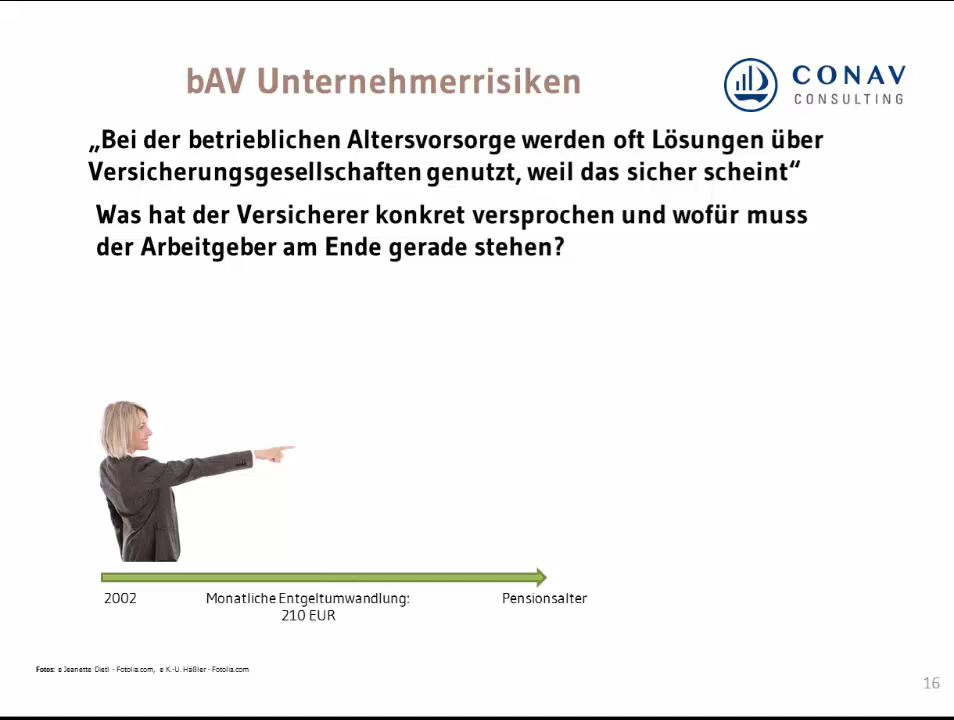 bAV Unternehmerrisiken
CONAV
CONSULTING
„Bei der betrieblichen Altersvorsorge werden oft Lösungen über
Versicherungsgesellschaften genutzt, weil das sicher scheint“
Was hat der Versicherer konkret versprochen und wofür muss
der Arbeitgeber am Ende gerade stehen?
2002
Monatliche Entgeltumwandlung:
210 EUR
Pensionsalter
Fotos: © Jeanette Dietl - Fotolia.com, © K.-U. Häßler - Fotolia.com
16